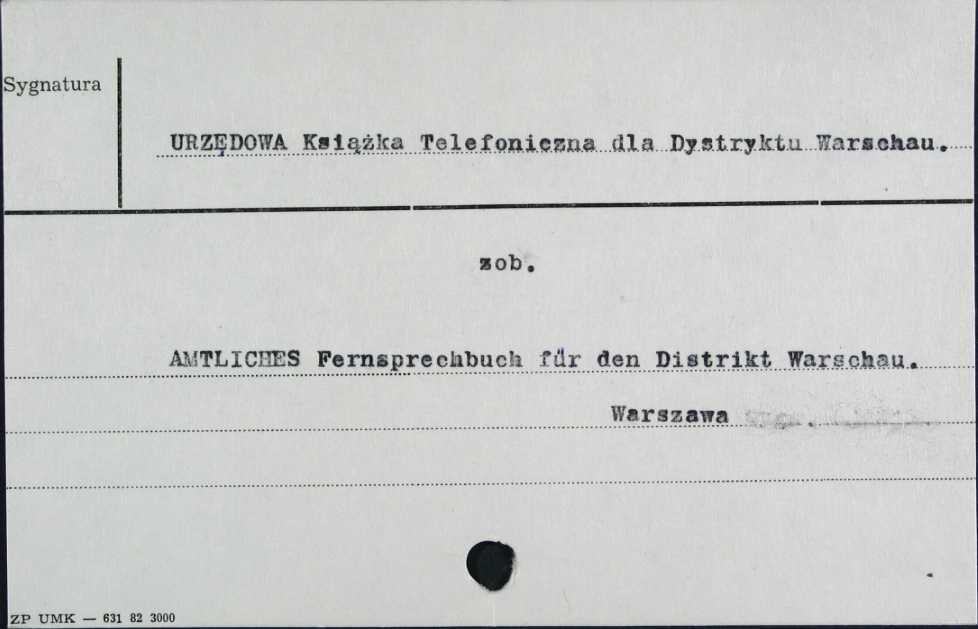 Sygnatura
URZĘDOWA Książka Telefoniczna dla Dystryktu Warschau.
zob.
AMTLICHES Fernsprechbuch für den Distrikt Warschau.
Warszawa
ZP UMK — 631 82 3000